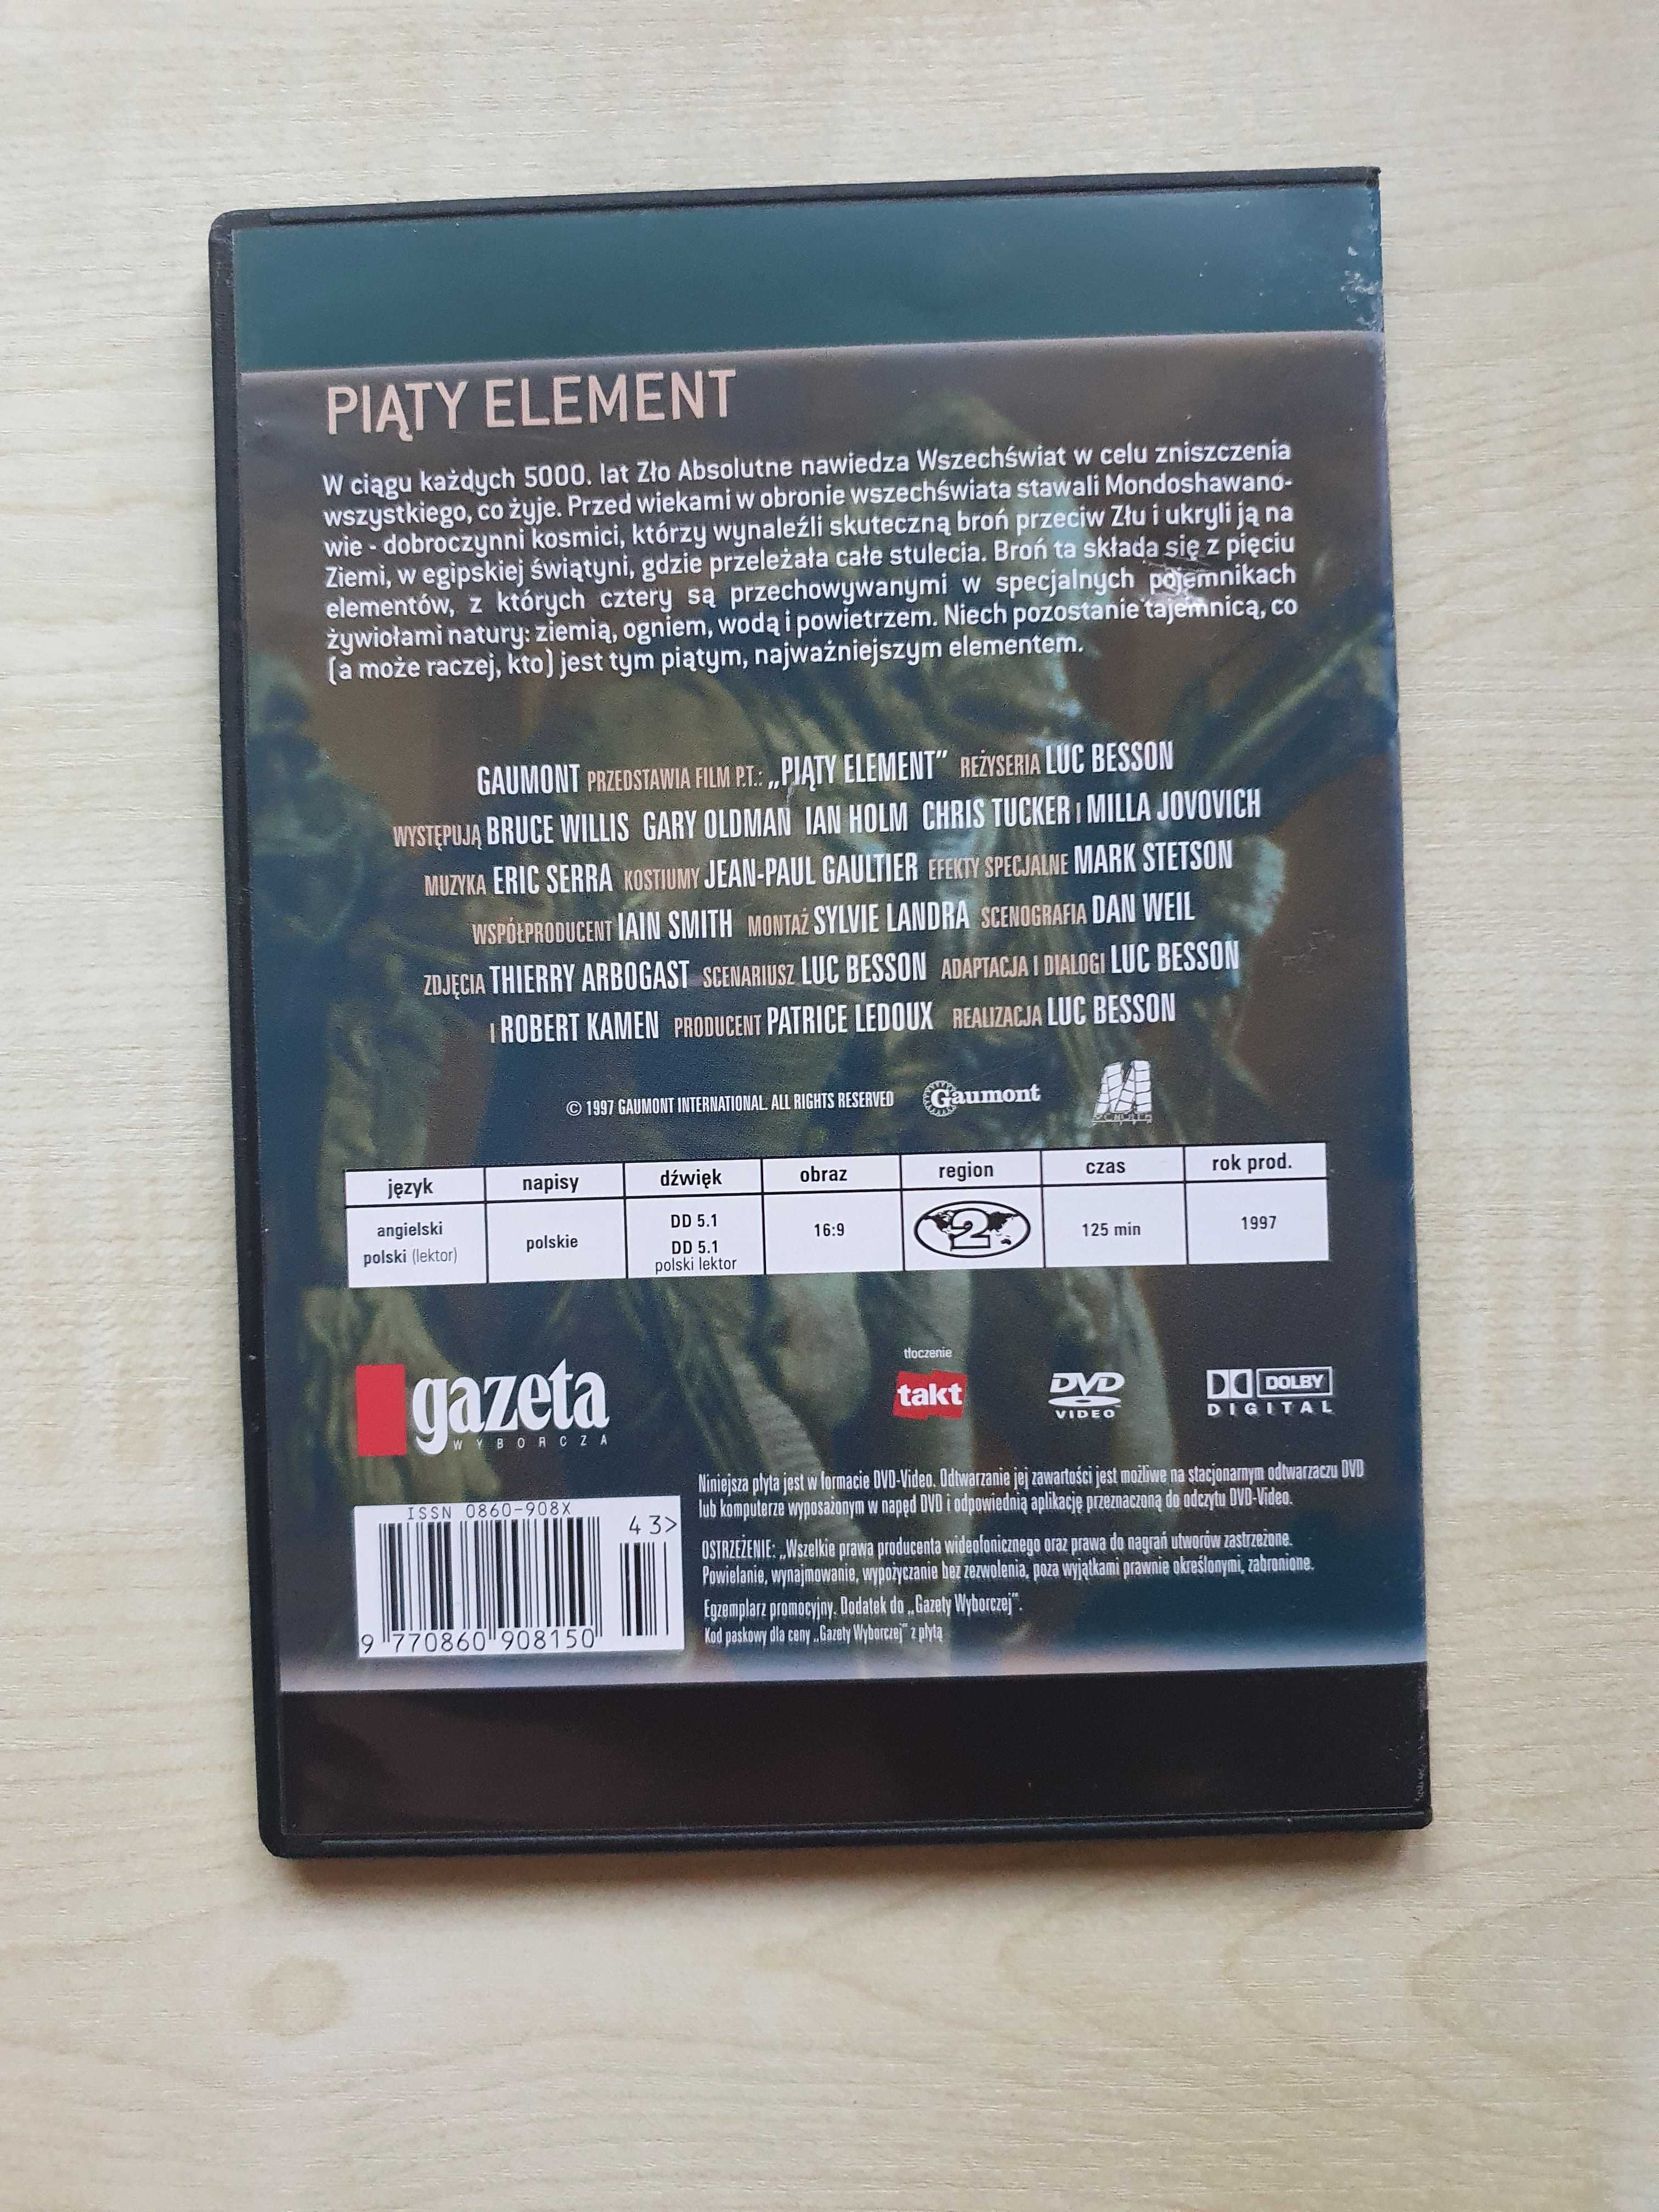 PIĄTY ELEMENT
W ciągu każdych 5000. lat Zło Absolutne nawiedza Wszechświat w celu zniszczenia
wszystkiego, co żyje. Przed wiekami w obronie wszechświata stawali Mondoshawano-
wie - dobroczynni kosmici, którzy wynaleźli skuteczną broń przeciw Złu i ukryli ją na
Ziemi, w egipskiej świątyni, gdzie przeleżała całe stulecia. Broń ta składa się z pięciu
elementów, z których cztery są przechowywanymi w specjalnych pojemnikach
żywiołami natury: ziemią, ogniem, wodą i powietrzem. Niech pozostanie tajemnicą, co
(a może raczej, kto) jest tym piątym, najważniejszym elementem.
GAUMONT PRZEDSTAWIA FILM P.T.: „PIĄTY ELEMENT” REŻYSERIA LUC BESSON
WYSTĘPUJĄ BRUCE WILLIS GARY OLDMAN IAN HOLM CHRIS TUCKER I MILLA JOVOVICH
MUZYKA ERIC SERRA KOSTIUMY JEAN-PAUL GAULTIER EFEKTY SPECJALNE MARK STETSON
WSPÓŁPRODUCENT IAIN SMITH MONTAŻ SYLVIE LANDRA SCENOGRAFIA DAN WEIL
ZDJĘCIA THIERRY ARBOGAST SCENARIUSZ LUC BESSON ADAPTACJA I DIALOGI LUC BESSON
I ROBERT KAMEN PRODUCENT PATRICE LEDOUX REALIZACJA LUC BESSON
© 1997 GAUMONT INTERNATIONAL. ALL RIGHTS RESERVED Gaumont
język napisy dźwięk obraz region czas rok prod.
angielski
polski (lektor)
polskie
DD 5.1
DD 5.1
polski lektor
16:9
2
125 min
1997
gazeta
WYBORCZA
tłoczenie
takt
DVD
VIDEO
DOLBY
DIGITAL
Niniejsza płyta jest w formacie DVD-Video. Odtwarzanie jej zawartości jest możliwe na stacjonarnym odtwarzaczu DVD
lub komputerze wyposażonym w napęd DVD i odpowiednią aplikację przeznaczoną do odczytu DVD-Video.
OSTRZEŻENIE: „Wszelkie prawa producenta wideofonicznego oraz prawa do nagrań utworów zastrzeżone.
Powielanie, wynajmowanie, wypożyczanie bez zezwolenia, poza wyjątkami prawnie określonymi, zabronione.
Egzemplarz promocyjny. Dodatek do „Gazety Wyborczej”.
Kod paskowy dla ceny „Gazety Wyborczej” z płytą
ISSN 0860-908X
43>
9 770860 908150